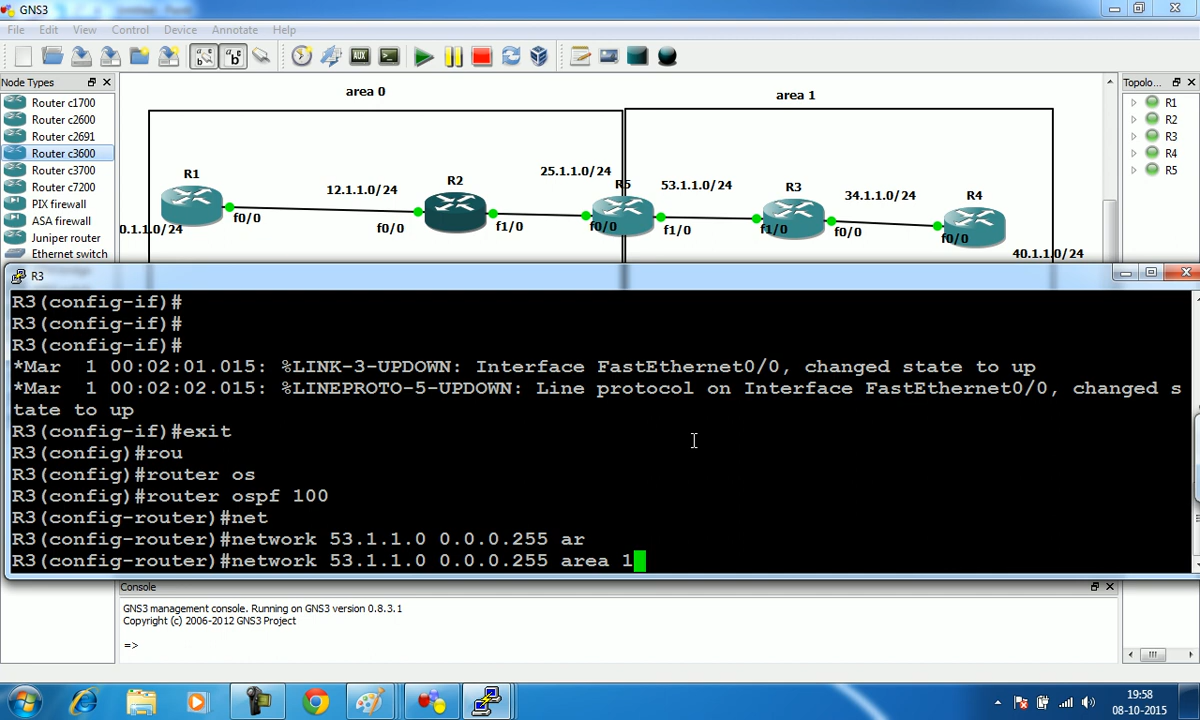 GNS3
File Edit View Control Device Annotate Help
Node Types
Router c1700
Router c2600
Router c2691
Router c3600
Router c3700
Router c7200
PIX firewall
ASA firewall
Juniper router
Ethernet switch
area 0
area 1
R1
12.1.1.0/24
R2
25.1.1.0/24
R5
53.1.1.0/24
R3
34.1.1.0/24
R4
f0/0
f0/0
f1/0
f0/0
f1/0
f1/0
f0/0
f0/0
0.1.1.0/24
40.1.1.0/24
Topolo...
R1
R2
R3
R4
R5
R3
R3(config-if)#
R3(config-if)#
R3(config-if)#
*Mar  1 00:02:01.015: %LINK-3-UPDOWN: Interface FastEthernet0/0, changed state to up
*Mar  1 00:02:02.015: %LINEPROTO-5-UPDOWN: Line protocol on Interface FastEthernet0/0, changed s
tate to up
R3(config-if)#exit
R3(config)#rou
R3(config)#router os
R3(config)#router ospf 100
R3(config-router)#net
R3(config-router)#network 53.1.1.0 0.0.0.255 ar
R3(config-router)#network 53.1.1.0 0.0.0.255 area 1
Console
GNS3 management console. Running on GNS3 version 0.8.3.1
Copyright (c) 2006-2012 GNS3 Project
=>
19:58
08-10-2015